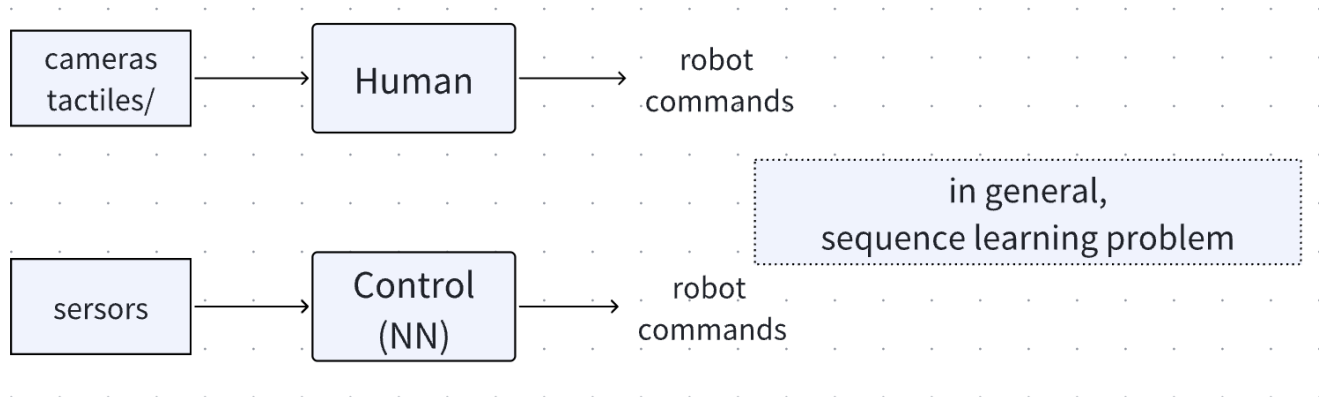 cameras
tactiles/
Human
robot
commands
in general,
sequence learning problem
sersors
Control
(NN)
robot
commands